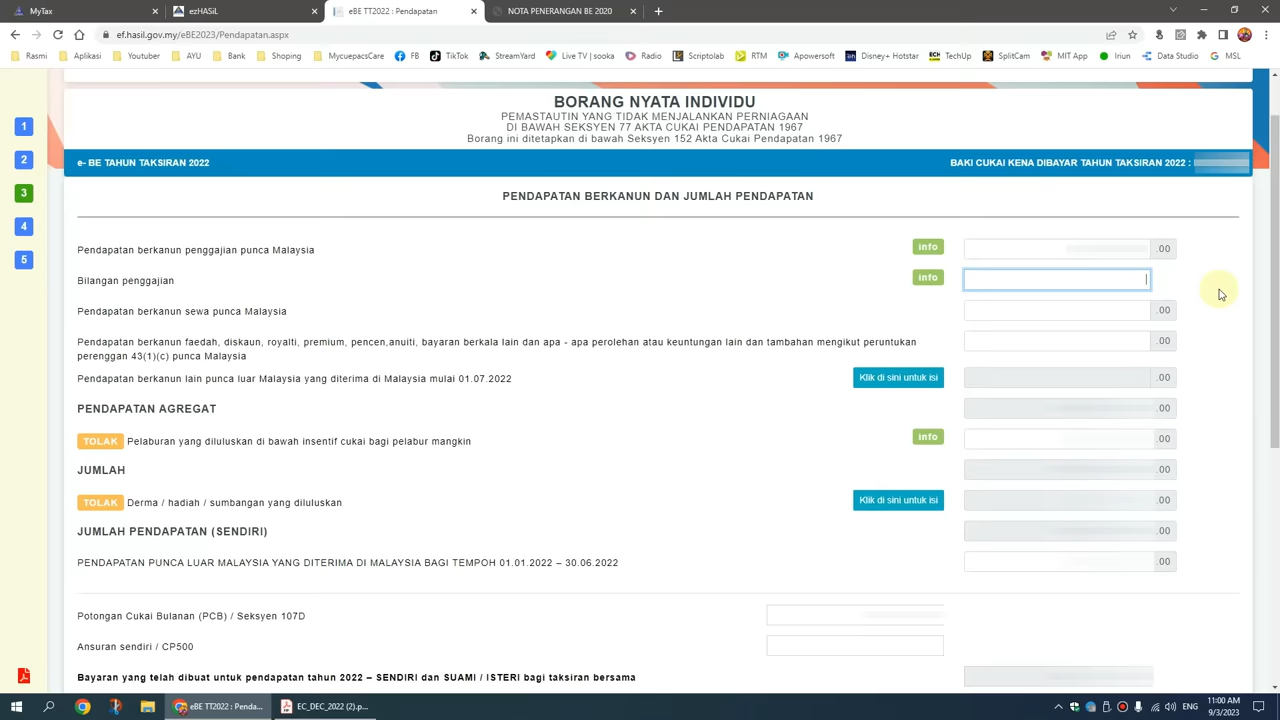 MyTax
ezHASiL
eBE TT2022 : Pendapatan
NOTA PENERANGAN BE 2020
ef.hasil.gov.my/eBE2023/Pendapatan.aspx
Rasmi
Aplikasi
Youtuber
AYU
Bank
Shoping
MycuepacsCare
FB
TikTok
StreamYard
Live TV | sooka
Radio
Scriptolab
RTM
Apowersoft
Disney+ Hotstar
TechUp
SplitCam
MIT App
Iriun
Data Studio
MSL
BORANG NYATA INDIVIDU
PEMASTAUTIN YANG TIDAK MENJALANKAN PERNIAGAAN
DI BAWAH SEKSYEN 77 AKTA CUKAI PENDAPATAN 1967
Borang ini ditetapkan di bawah Seksyen 152 Akta Cukai Pendapatan 1967
1
2
3
4
5
e- BE TAHUN TAKSIRAN 2022
BAKI CUKAI KENA DIBAYAR TAHUN TAKSIRAN 2022 :
PENDAPATAN BERKANUN DAN JUMLAH PENDAPATAN
Pendapatan berkanun penggajian punca Malaysia info .00
Bilangan penggajian info
Pendapatan berkanun sewa punca Malaysia .00
Pendapatan berkanun faedah, diskaun, royalti, premium, pencen,anuiti, bayaran berkala lain dan apa - apa perolehan atau keuntungan lain dan tambahan mengikut peruntukan .00
perenggan 43(1)(c) punca Malaysia
Pendapatan berkanun lain punca luar Malaysia yang diterima di Malaysia mulai 01.07.2022 Klik di sini untuk isi .00
PENDAPATAN AGREGAT .00
TOLAK Pelaburan yang diluluskan di bawah insentif cukai bagi pelabur mangkin info .00
JUMLAH .00
TOLAK Derma / hadiah / sumbangan yang diluluskan Klik di sini untuk isi .00
JUMLAH PENDAPATAN (SENDIRI) .00
PENDAPATAN PUNCA LUAR MALAYSIA YANG DITERIMA DI MALAYSIA BAGI TEMPOH 01.01.2022 – 30.06.2022 .00
Potongan Cukai Bulanan (PCB) / Seksyen 107D
Ansuran sendiri / CP500
Bayaran yang telah dibuat untuk pendapatan tahun 2022 – SENDIRI dan SUAMI / ISTERI bagi taksiran bersama
eBE TT2022 : Penda...
EC_DEC_2022 (2).p...
ENG
11:00 AM
9/3/2023